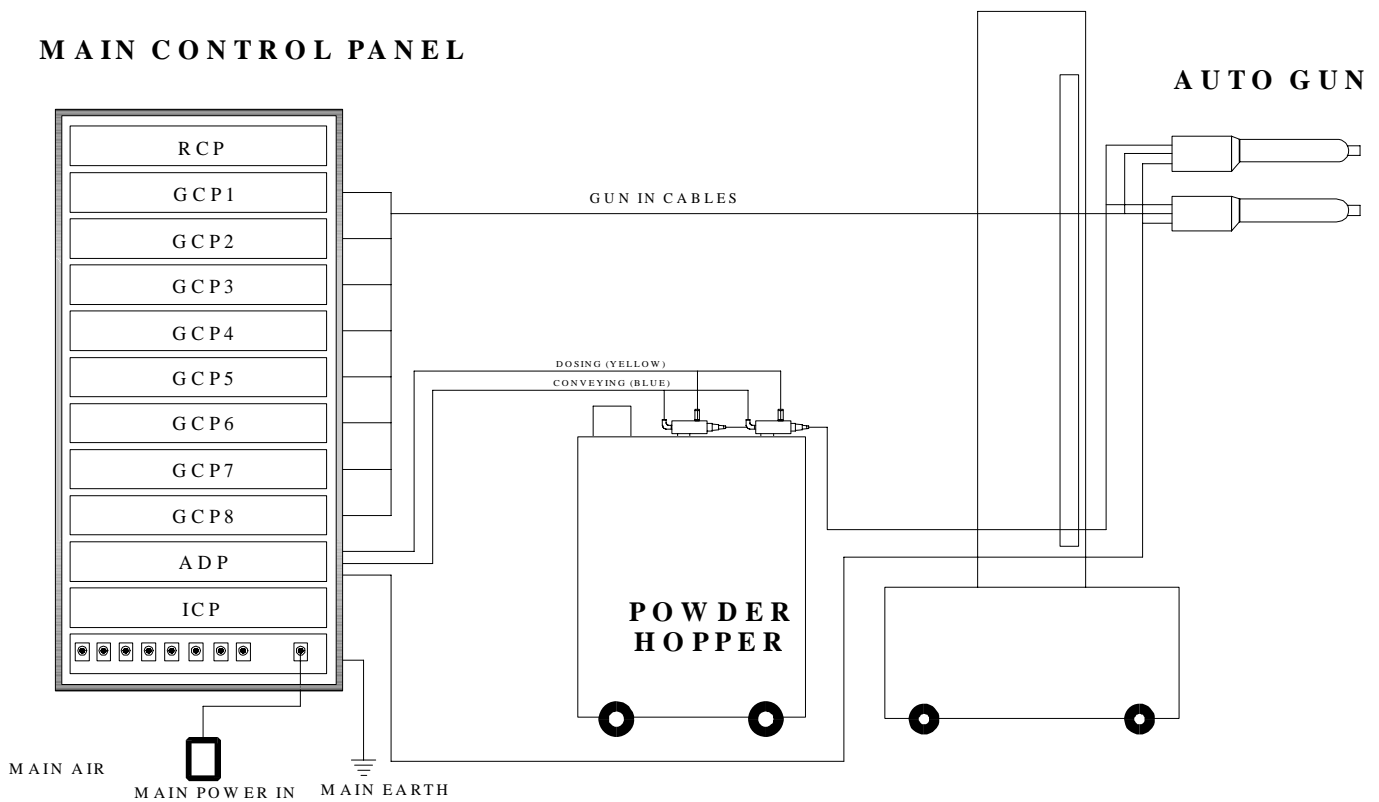 MAIN CONTROL PANEL
AUTO GUN
RCP
GCP1
GCP2
GCP3
GCP4
GCP5
GCP6
GCP7
GCP8
ADP
ICP
GUN IN CABLES
DOSING (YELLOW)
CONVEYING (BLUE)
POWDER
HOPPER
MAIN AIR
MAIN POWER IN
MAIN EARTH